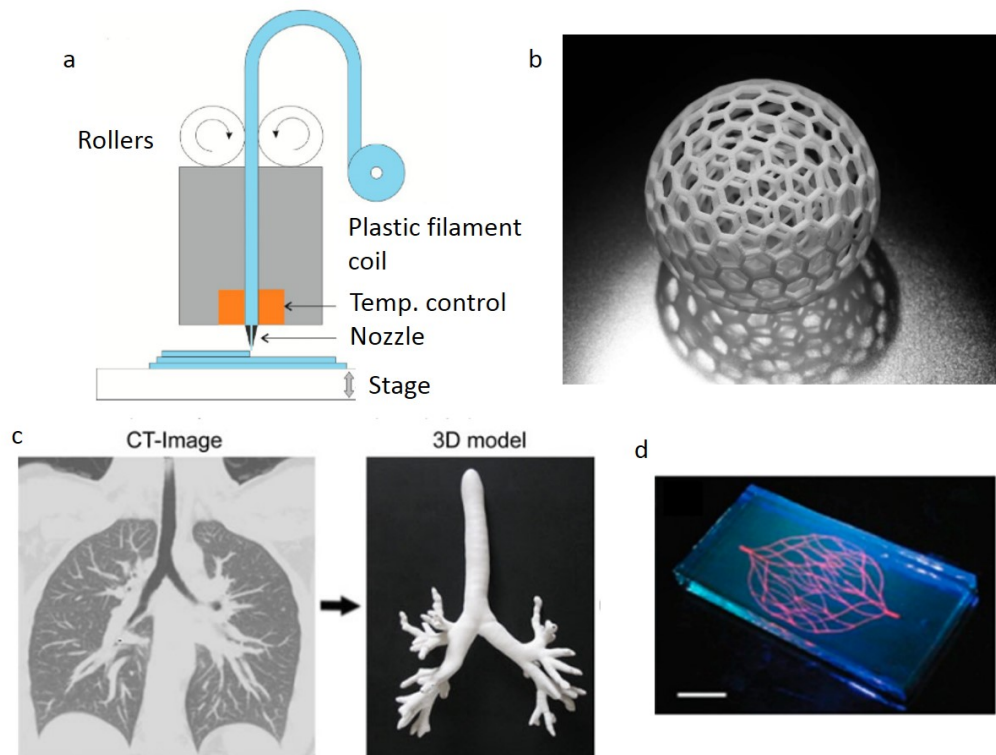 a
Rollers
Plastic filament
coil
Temp. control
Nozzle
Stage
b
c
CT-Image
3D model
d